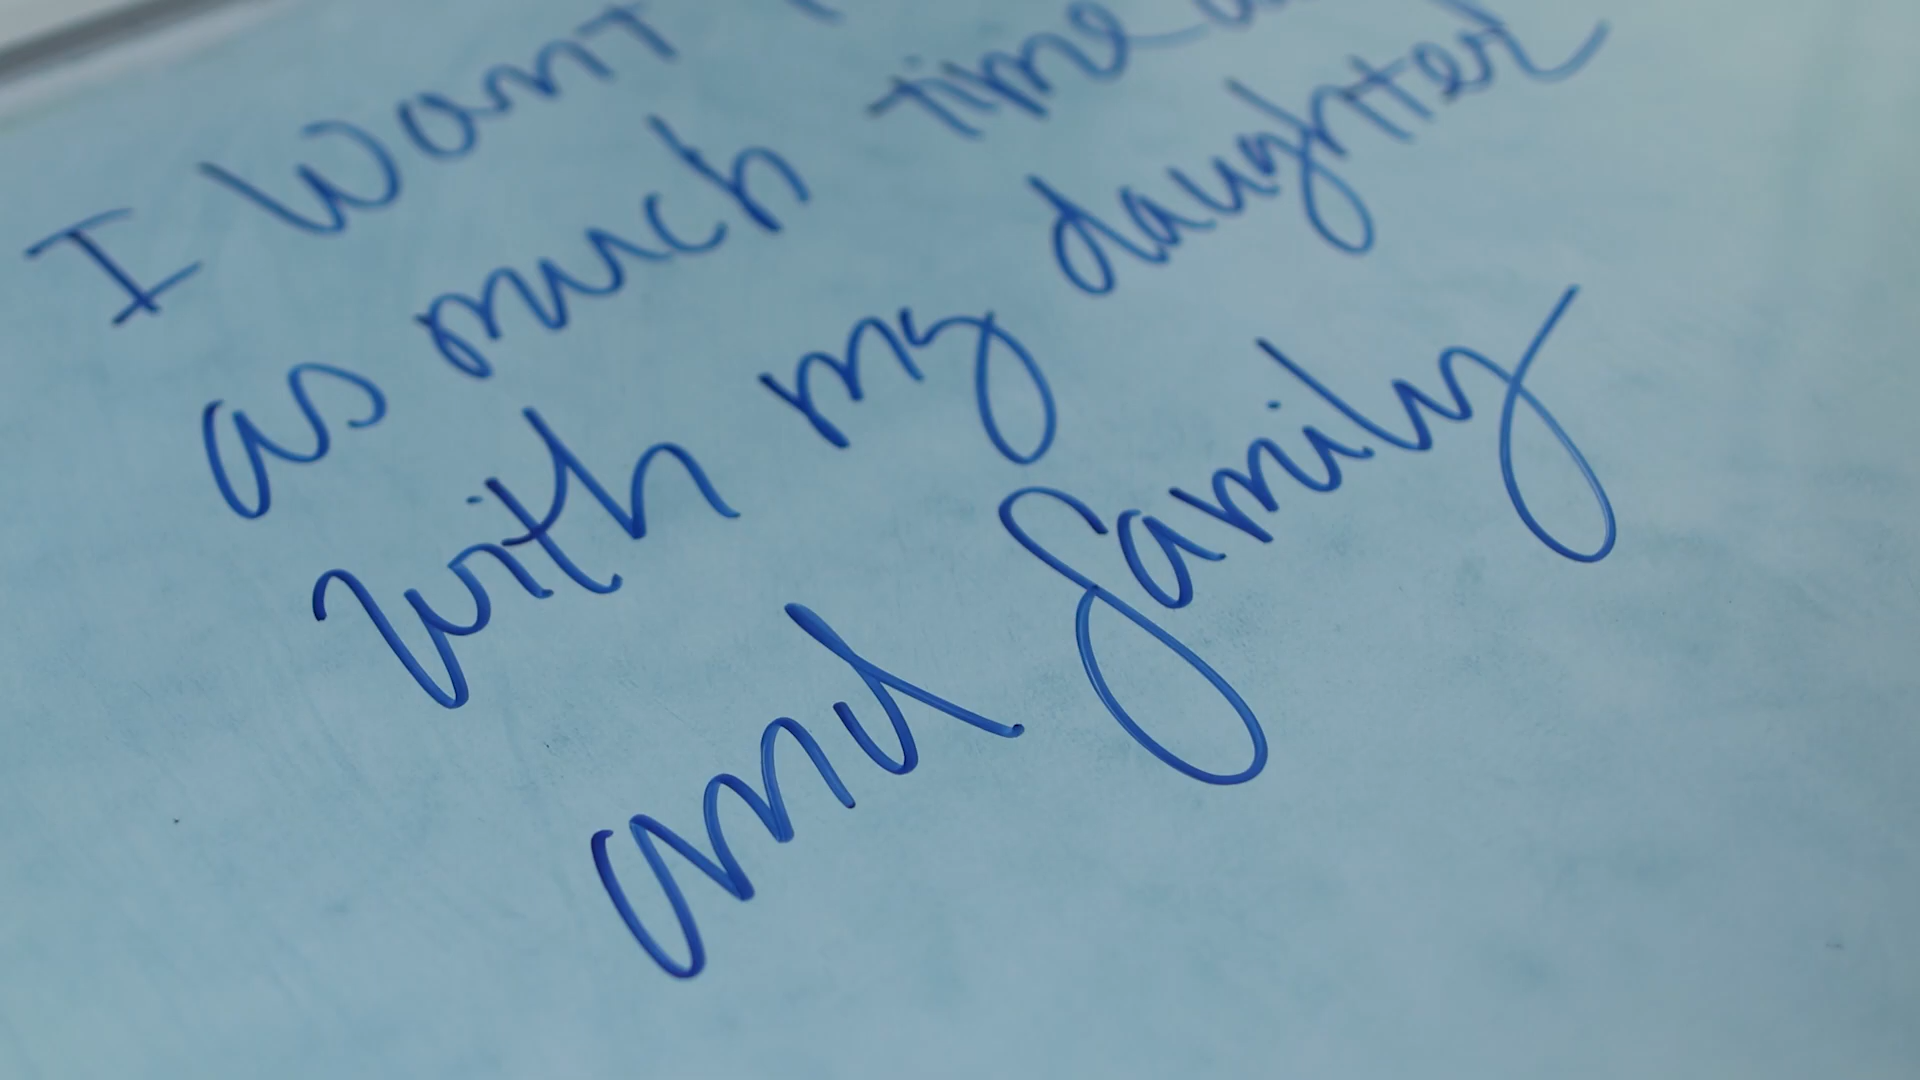 I want
as much time
with my daughter
and family